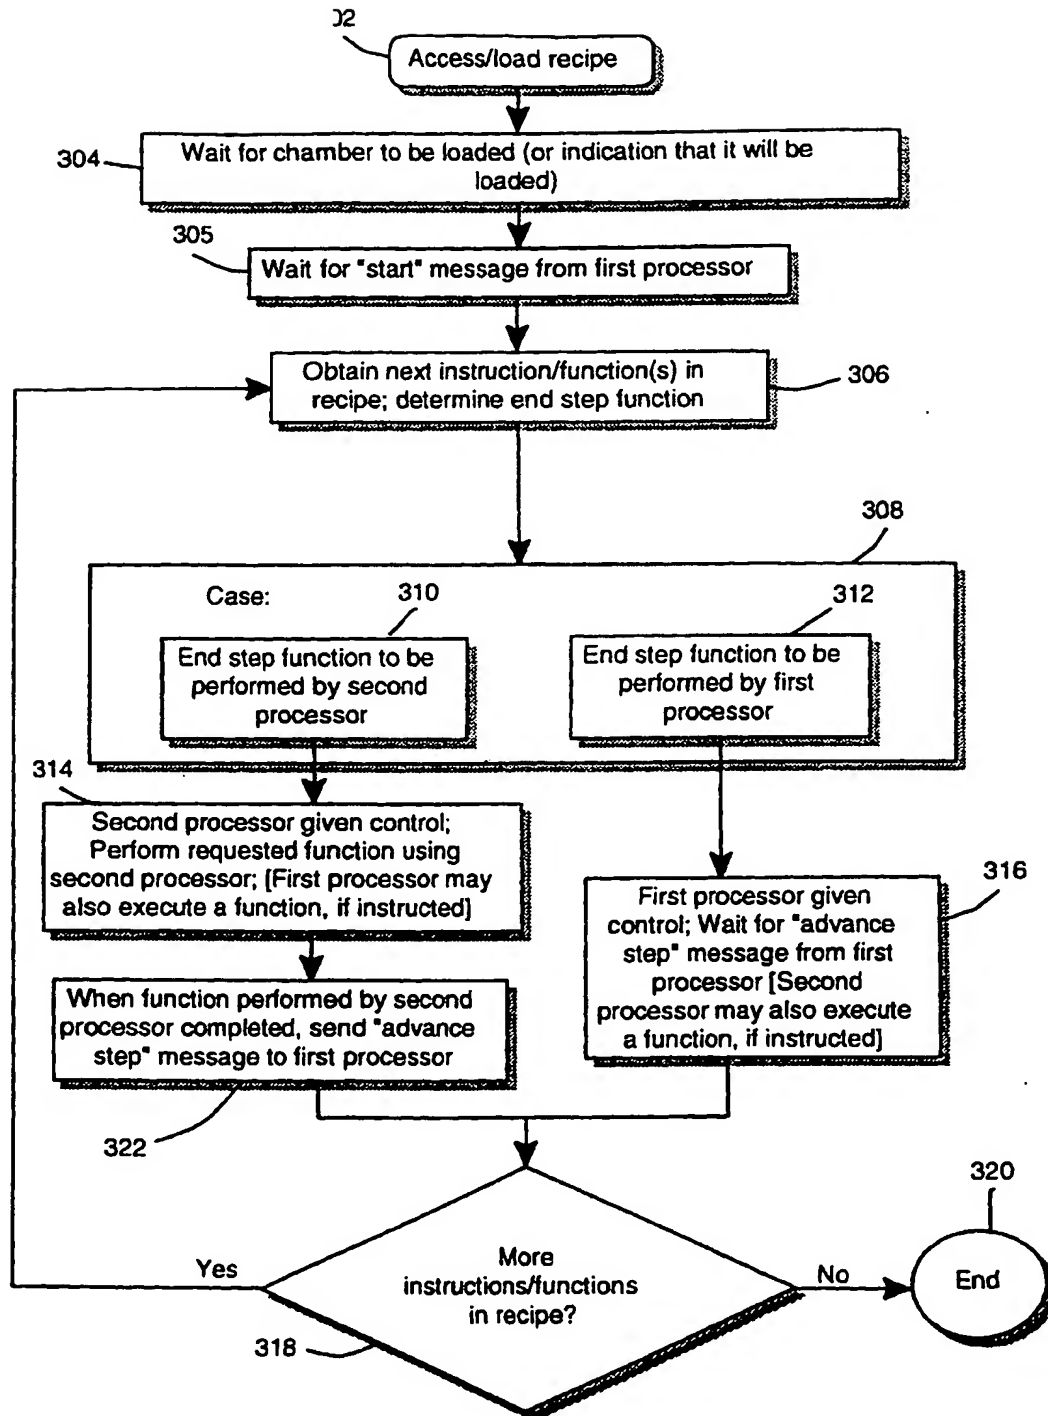 02
Access/load recipe
304
Wait for chamber to be loaded (or indication that it will be
loaded)
305
Wait for "start" message from first processor
Obtain next instruction/function(s) in
recipe; determine end step function
306
308
Case:
310
End step function to be
performed by second
processor
312
End step function to be
performed by first
processor
314
Second processor given control;
Perform requested function using
second processor; [First processor may
also execute a function, if instructed]
First processor given
control; Wait for "advance
step" message from first
processor [Second
processor may also execute
a function, if instructed]
316
When function performed by second
processor completed, send "advance
step" message to first processor
322
More
instructions/functions
in recipe?
Yes
No
318
320
End